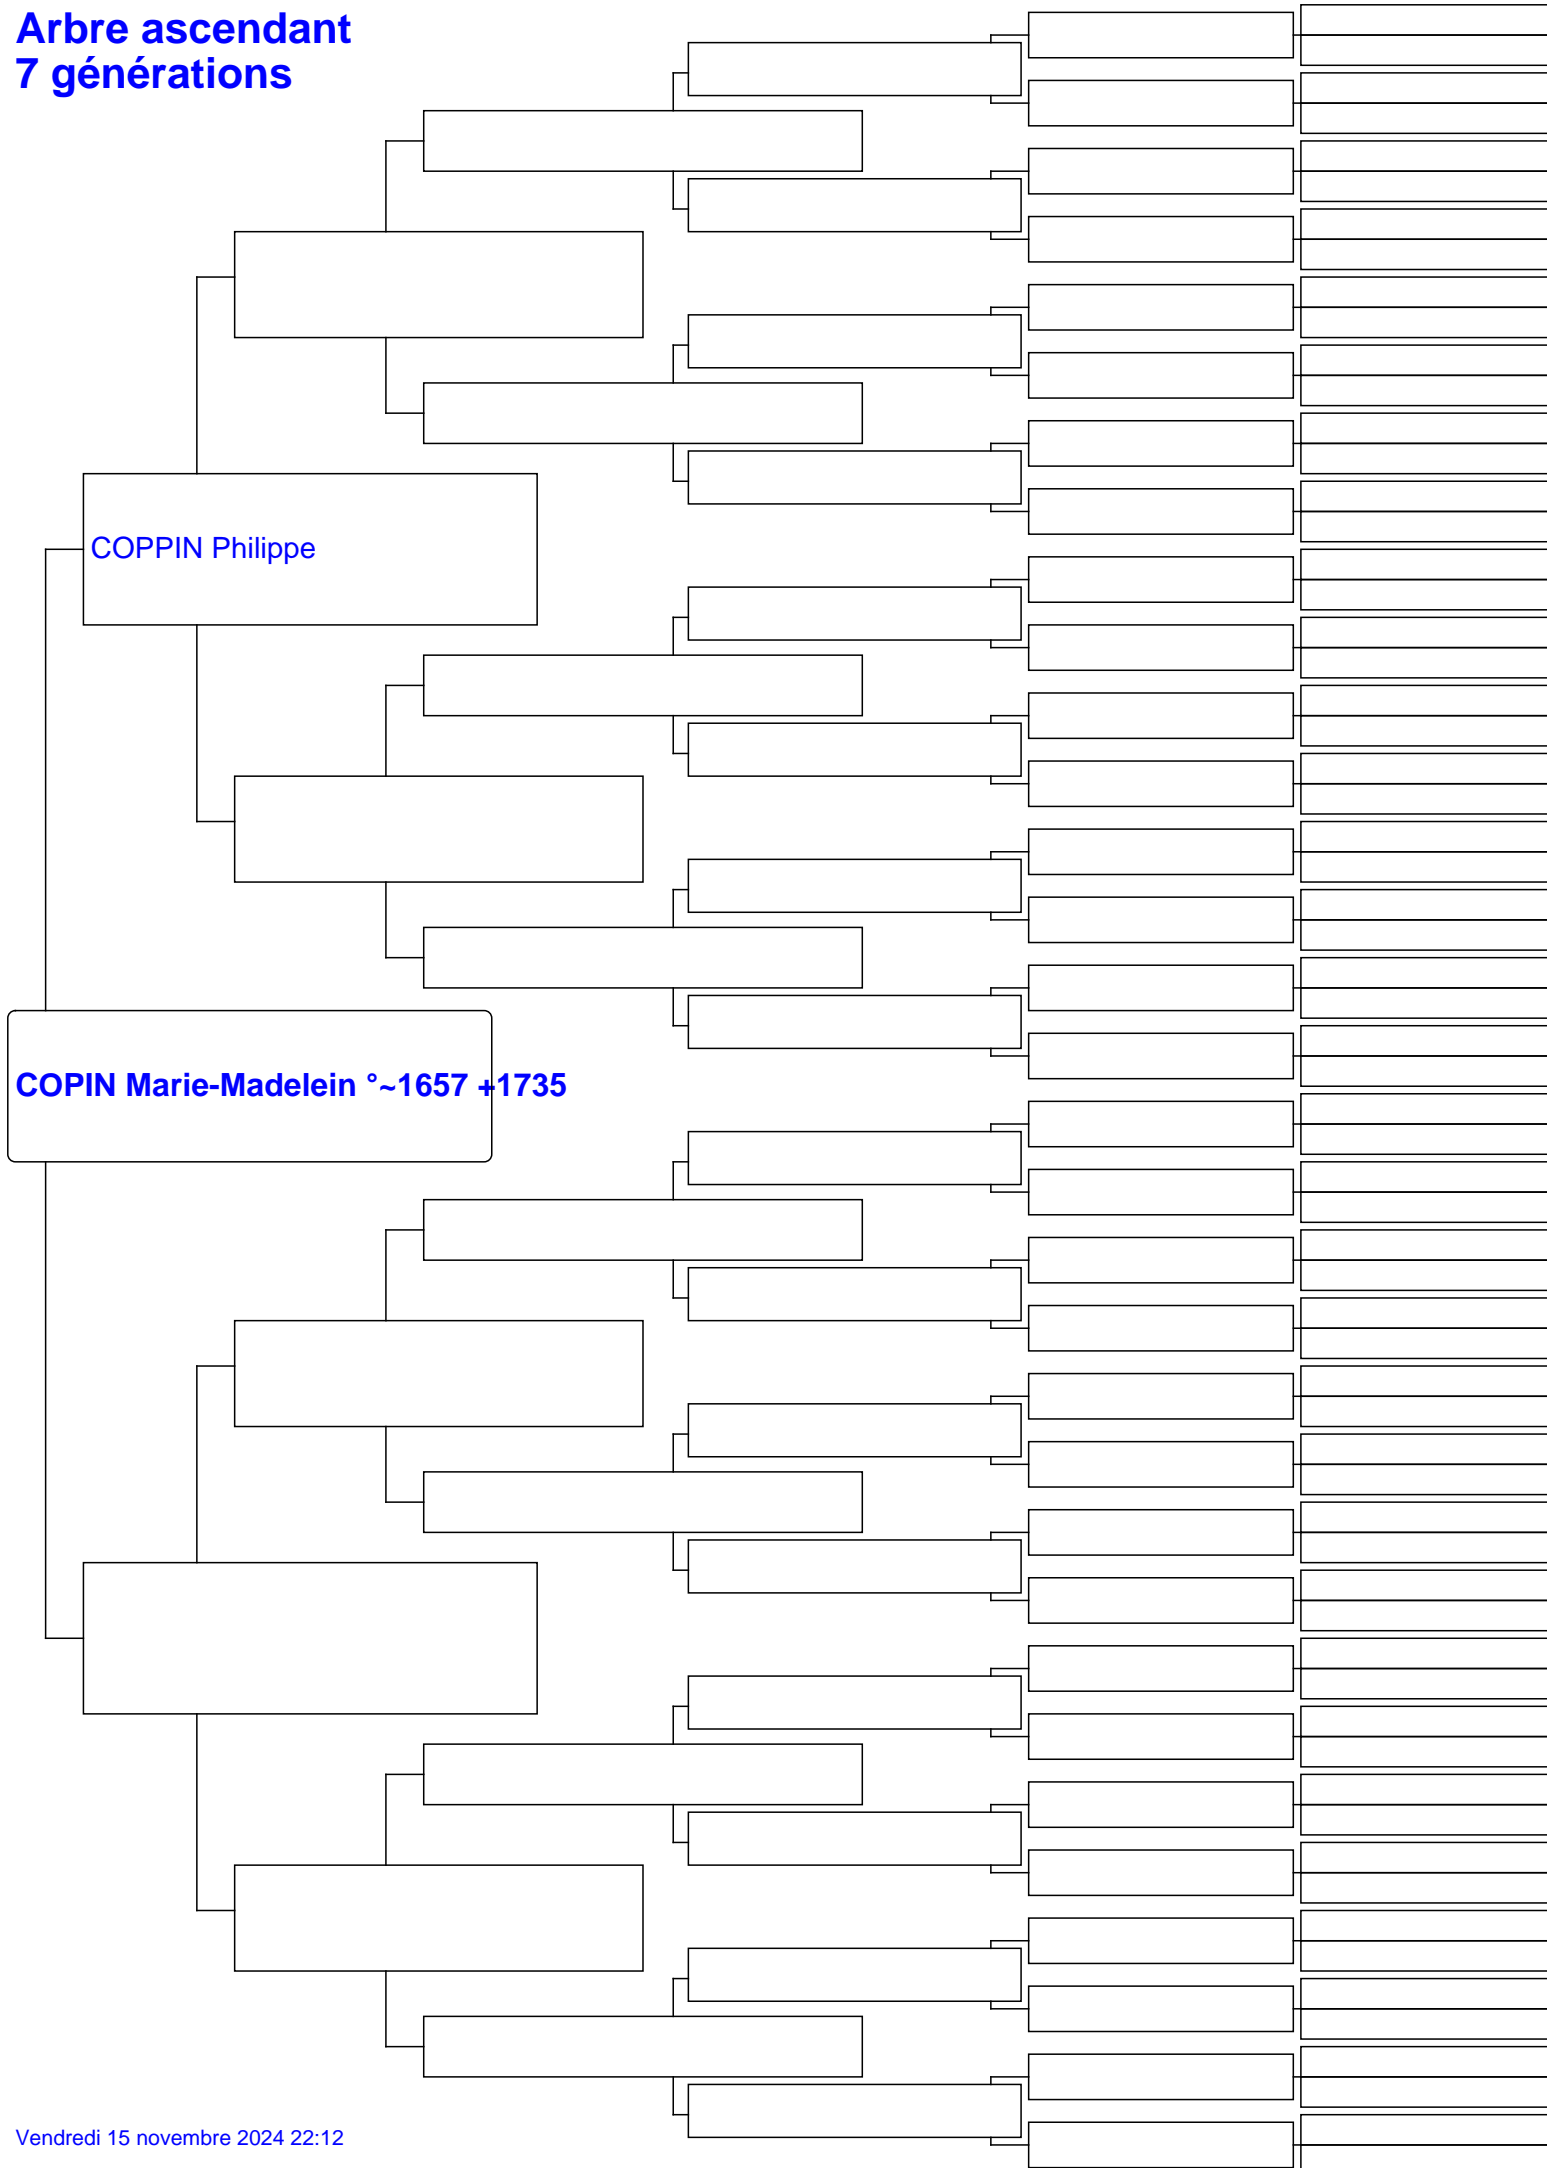 Arbre ascendant
7 générations
COPPIN Philippe
COPIN Marie-Madelein °~1657 +1735
Vendredi 15 novembre 2024 22:12